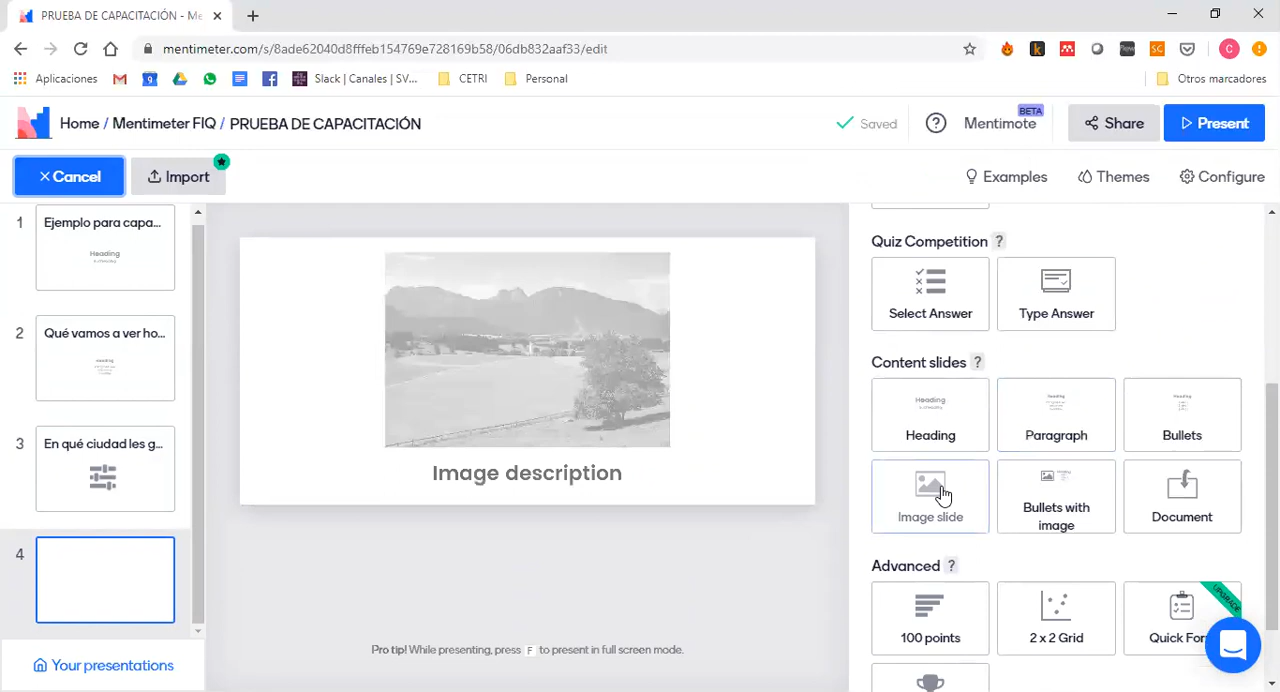 PRUEBA DE CAPACITACIÓN - Me
mentimeter.com/s/8ade62040d8fffeb154769e728169b58/06db832aaf33/edit
Aplicaciones
Slack | Canales | SV...
CETRI
Personal
Otros marcadores
Home / Mentimeter FIQ / PRUEBA DE CAPACITACIÓN
Saved
?
Mentimote
BETA
Share
Present
Cancel
Import
Examples
Themes
Configure
1
Ejemplo para capa...
Heading
2
Qué vamos a ver ho...
Heading
3
En qué ciudad les g...
4
Your presentations
Image description
Pro tip! While presenting, press F to present in full screen mode.
Quiz Competition ?
Select Answer
Type Answer
Content slides ?
Heading
Heading
Paragraph
Bullets
Image slide
Bullets with
image
Document
Advanced ?
100 points
2 x 2 Grid
Quick For
UPGRADE